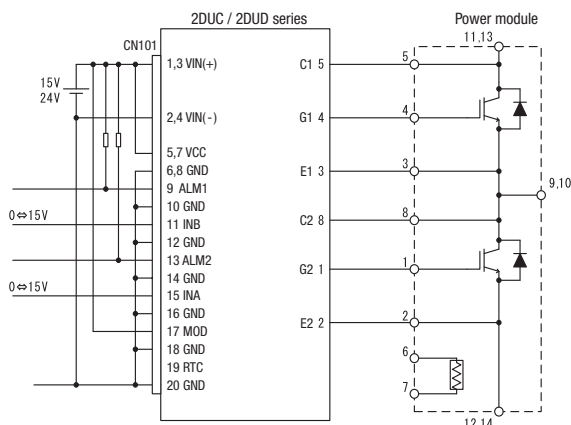 2DUC / 2DUD series
Power module
CN101
11,13
15V
24V
1,3 VIN(+)
2,4 VIN(-)
5,7 VCC
6,8 GND
9 ALM1
10 GND
11 INB
12 GND
13 ALM2
14 GND
15 INA
16 GND
17 MOD
18 GND
19 RTC
20 GND
0⇔15V
0⇔15V
C1 5
G1 4
E1 3
C2 8
G2 1
E2 2
5
4
3
8
1
2
6
7
9,10
12,14